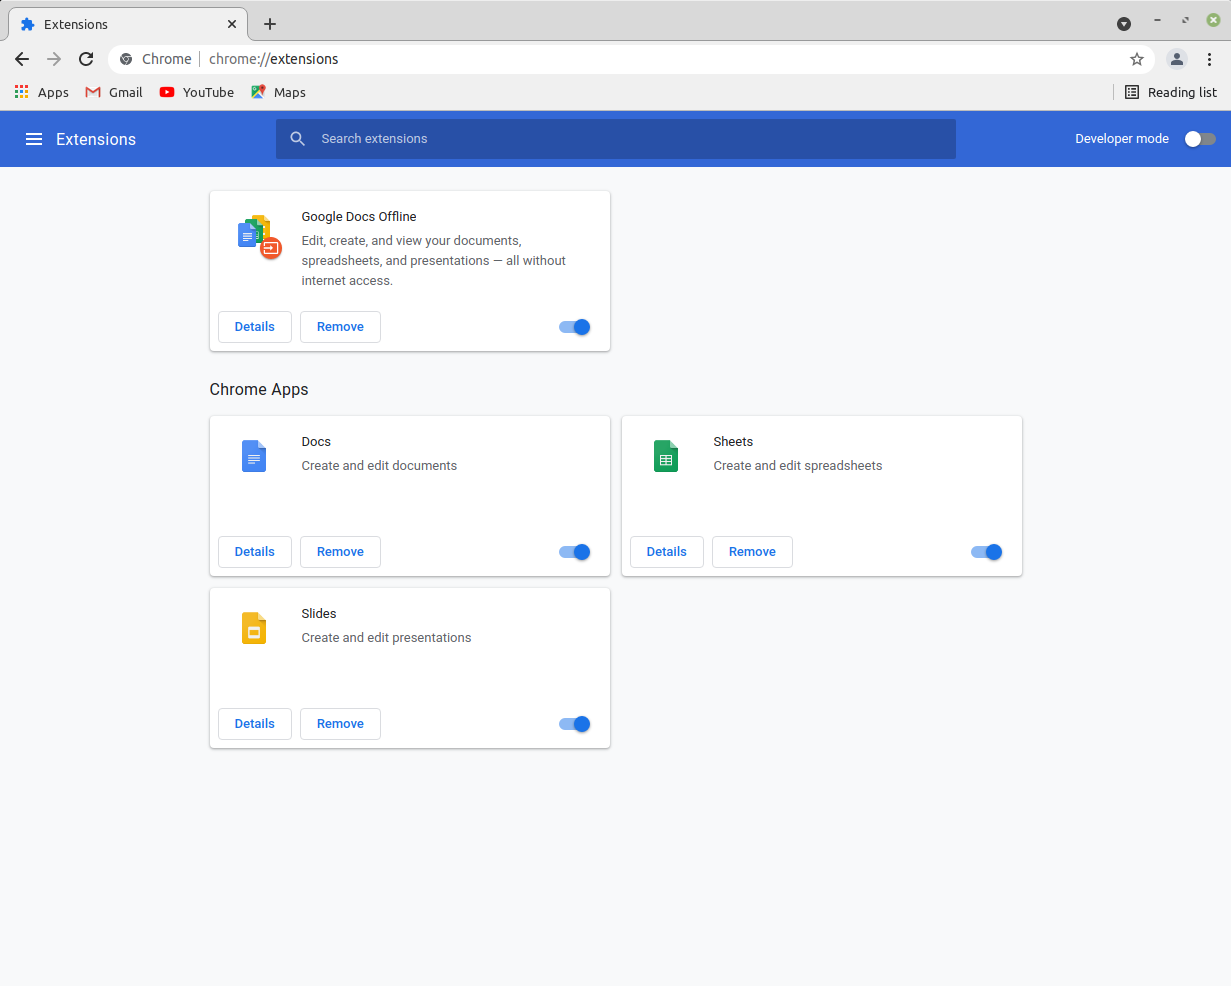 Extensions
Chrome chrome://extensions
Apps Gmail YouTube Maps Reading list
Extensions Search extensions Developer mode
Google Docs Offline
Edit, create, and view your documents,
spreadsheets, and presentations — all without
internet access.
Details Remove
Chrome Apps
Docs
Create and edit documents
Details Remove
Sheets
Create and edit spreadsheets
Details Remove
Slides
Create and edit presentations
Details Remove